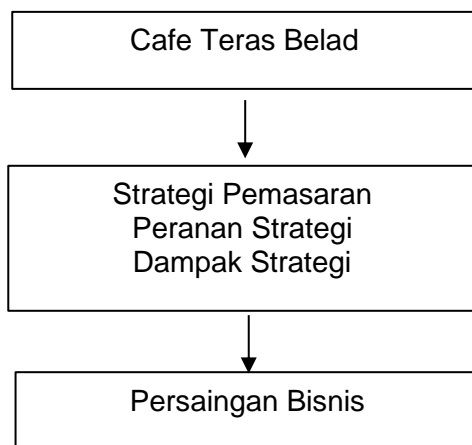 Cafe Teras Belad
Strategi Pemasaran
Peranan Strategi
Dampak Strategi
Persaingan Bisnis